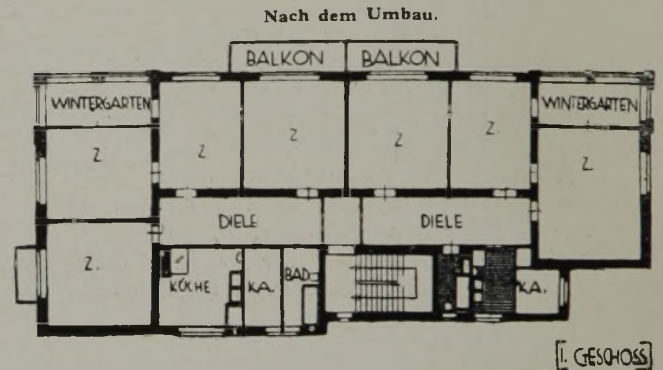 Nach dem Umbau.
BALKON BALKON
WINTERGARTEN WINTERGARTEN
Z. Z Z Z Z. Z.
DIELE DIELE
Z. KÜCHE KA. BAD KA.
[I. GESCHOSS]